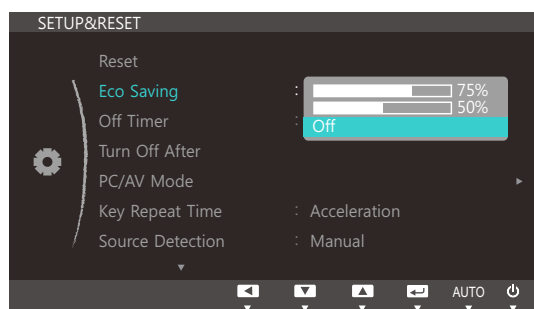 SETUP&RESET
Reset
Eco Saving : 75%
50%
Off Timer : Off
Turn Off After
PC/AV Mode
Key Repeat Time : Acceleration
Source Detection : Manual
AUTO